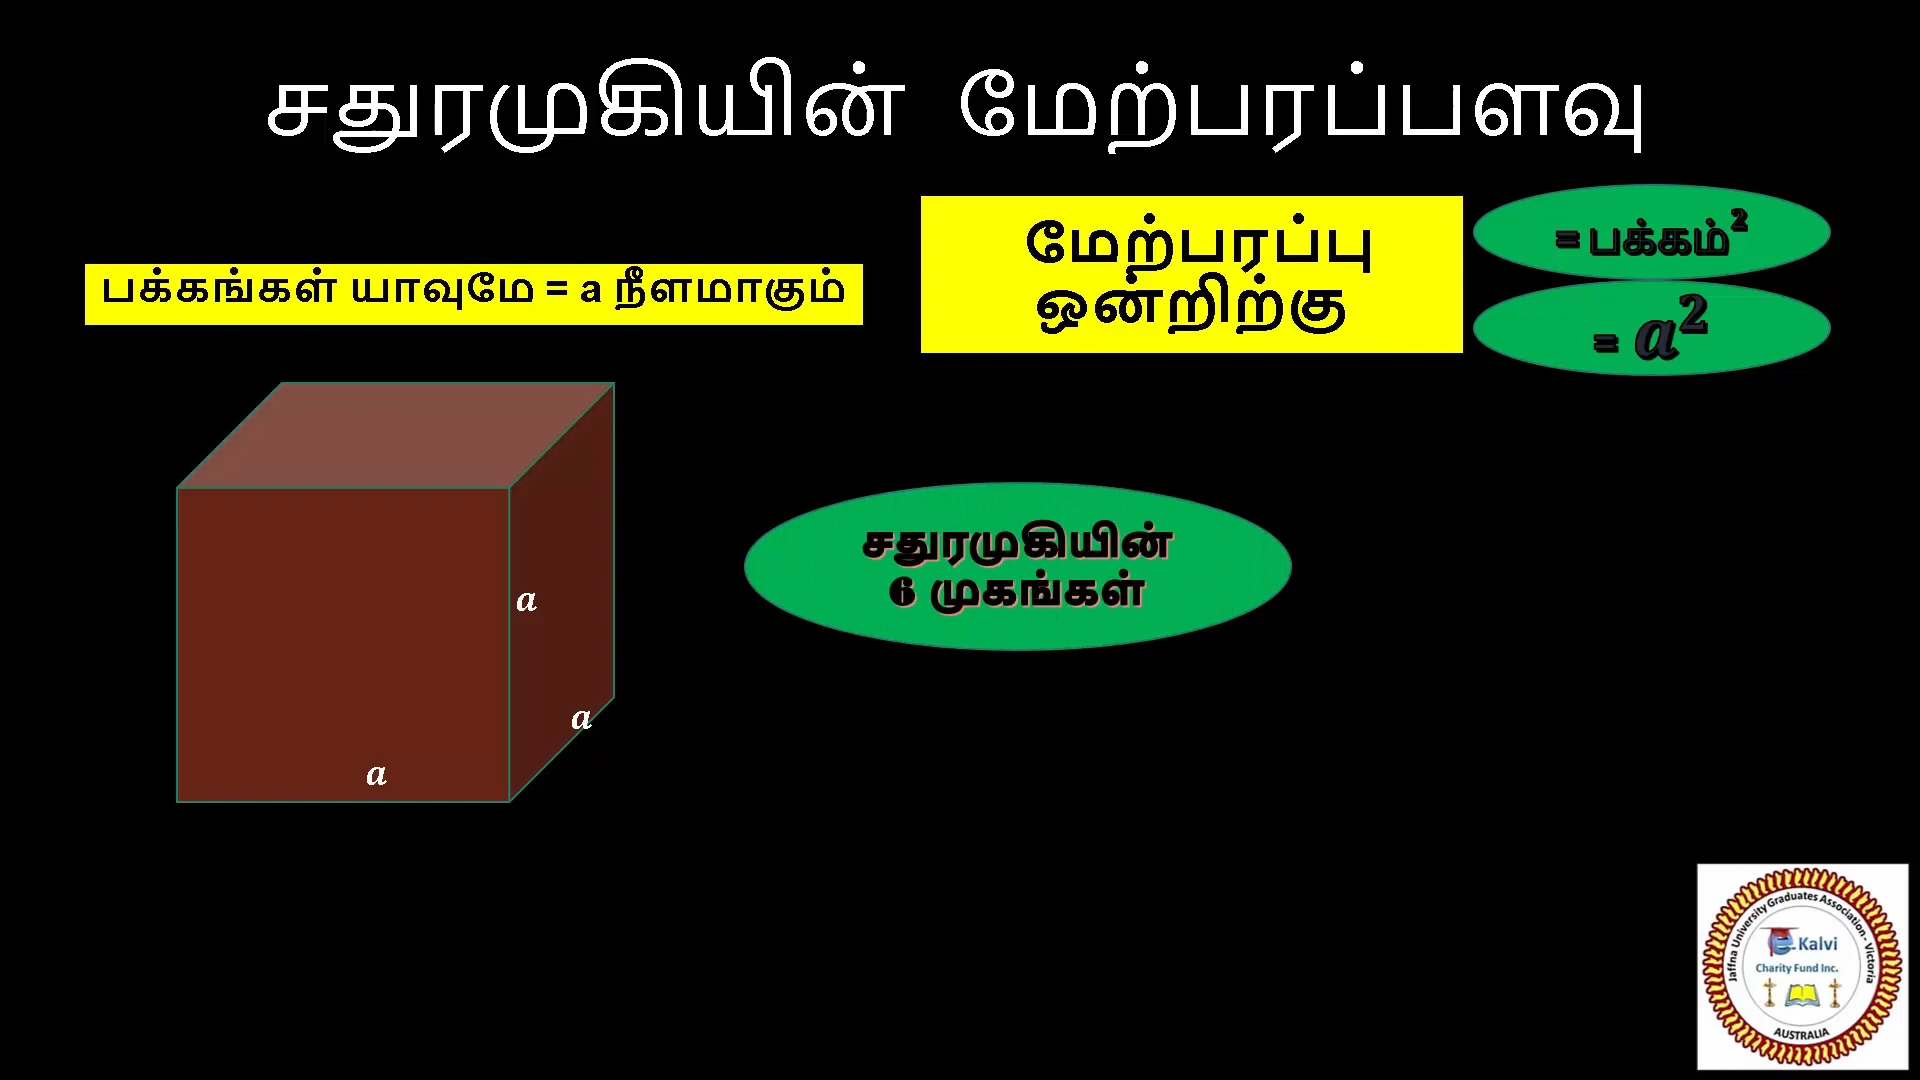 சதுரமுகியின் மேற்பரப்பளவு
பக்கங்கள் யாவுமே = a நீளமாகும்
மேற்பரப்பு
ஒன்றிற்கு
= பக்கம்²
= a²
சதுரமுகியின்
6 முகங்கள்
a
a
a
Jaffna University Graduates Association - Victoria
eKalvi
Charity Fund Inc.
AUSTRALIA